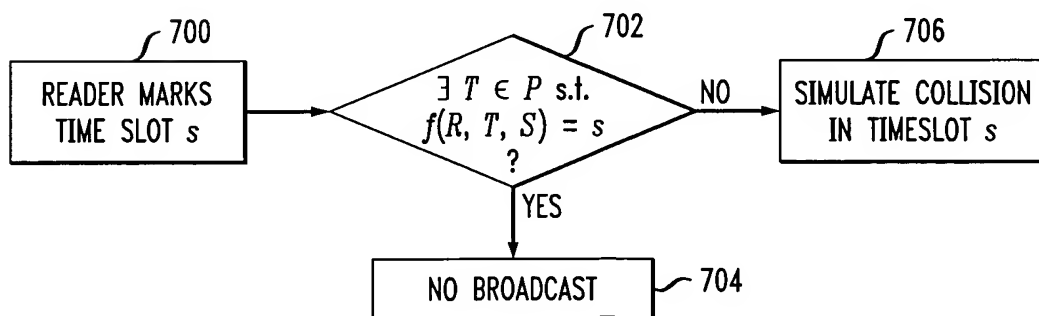 700
READER MARKS
TIME SLOT s
702
∃ T ∈ P s.t.
f(R, T, S) = s
?
NO
706
SIMULATE COLLISION
IN TIMESLOT s
YES
NO BROADCAST
704